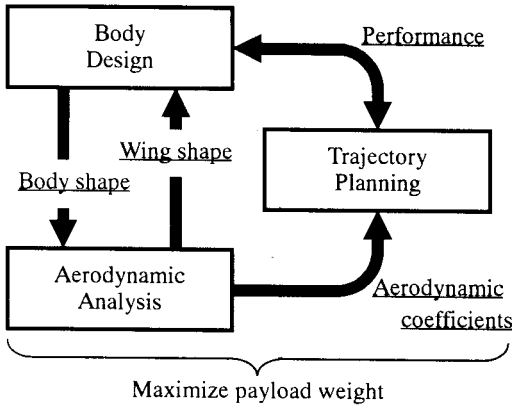 Body
Design
Performance
Wing shape
Trajectory
Planning
Body shape
Aerodynamic
Analysis
Aerodynamic
coefficients
Maximize payload weight